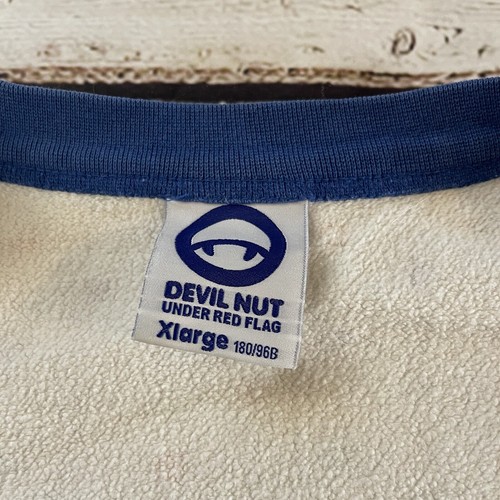 DEVIL NUT
UNDER RED FLAG
Xlarge 180/96B